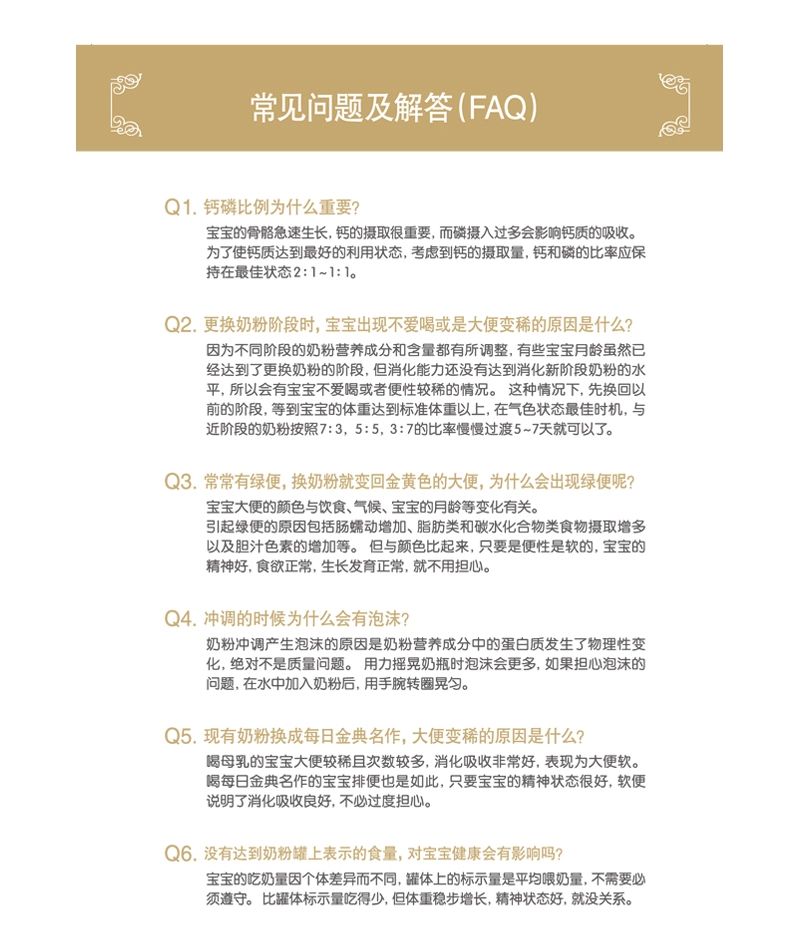 常见问题及解答(FAQ)
Q1. 钙磷比例为什么重要?
宝宝的骨骼急速生长, 钙的摄取很重要, 而磷摄入过多会影响钙质的吸收。
为了使钙质达到最好的利用状态, 考虑到钙的摄取量, 钙和磷的比率应保
持在最佳状态2:1~1:1。
Q2. 更换奶粉阶段时, 宝宝出现不爱喝或是大便变稀的原因是什么?
因为不同阶段的奶粉营养成分和含量都有所调整, 有些宝宝月龄虽然已
经达到了更换奶粉的阶段, 但消化能力还没有达到消化新阶段奶粉的水
平, 所以会有宝宝不爱喝或者便性较稀的情况。 这种情况下, 先换回以
前的阶段, 等到宝宝的体重达到标准体重以上, 在气色状态最佳时机, 与
近阶段的奶粉按照7:3, 5:5, 3:7的比率慢慢过渡5~7天就可以了。
Q3. 常常有绿便, 换奶粉就变回金黄色的大便, 为什么会出现绿便呢?
宝宝大便的颜色与饮食、气候、宝宝的月龄等变化有关。
引起绿便的原因包括肠蠕动增加、脂肪类和碳水化合物类食物摄取增多
以及胆汁色素的增加等。 但与颜色比起来, 只要是便性是软的, 宝宝的
精神好, 食欲正常, 生长发育正常, 就不用担心。
Q4. 冲调的时候为什么会有泡沫?
奶粉冲调产生泡沫的原因是奶粉营养成分中的蛋白质发生了物理性变
化, 绝对不是质量问题。 用力摇晃奶瓶时泡沫会更多, 如果担心泡沫的
问题, 在水中加入奶粉后, 用手腕转圈晃匀。
Q5. 现有奶粉换成每日金典名作, 大便变稀的原因是什么?
喝母乳的宝宝大便较稀且次数较多, 消化吸收非常好, 表现为大便软。
喝每日金典名作的宝宝排便也是如此, 只要宝宝的精神状态很好, 软便
说明了消化吸收良好, 不必过度担心。
Q6. 没有达到奶粉罐上表示的食量, 对宝宝健康会有影响吗?
宝宝的吃奶量因个体差异而不同, 罐体上的标示量是平均喂奶量, 不需要必
须遵守。 比罐体标示量吃得少, 但体重稳步增长, 精神状态好, 就没关系。